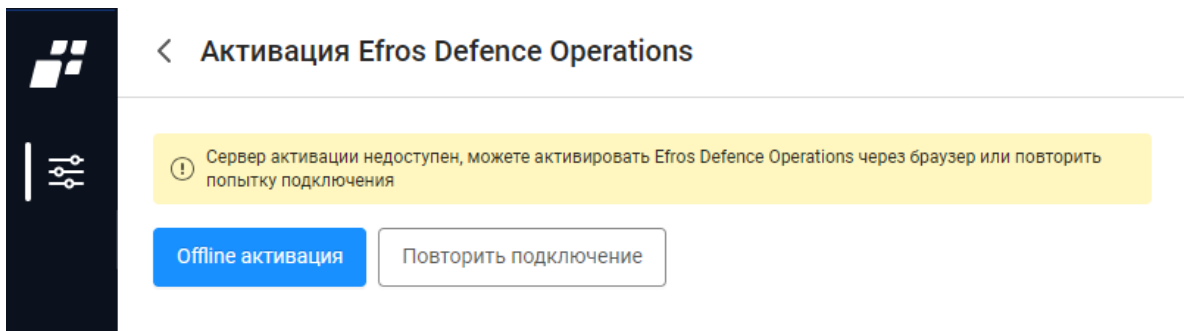 Активация Efros Defence Operations
Сервер активации недоступен, можете активировать Efros Defence Operations через браузер или повторить
попытку подключения
Offline активация
Повторить подключение